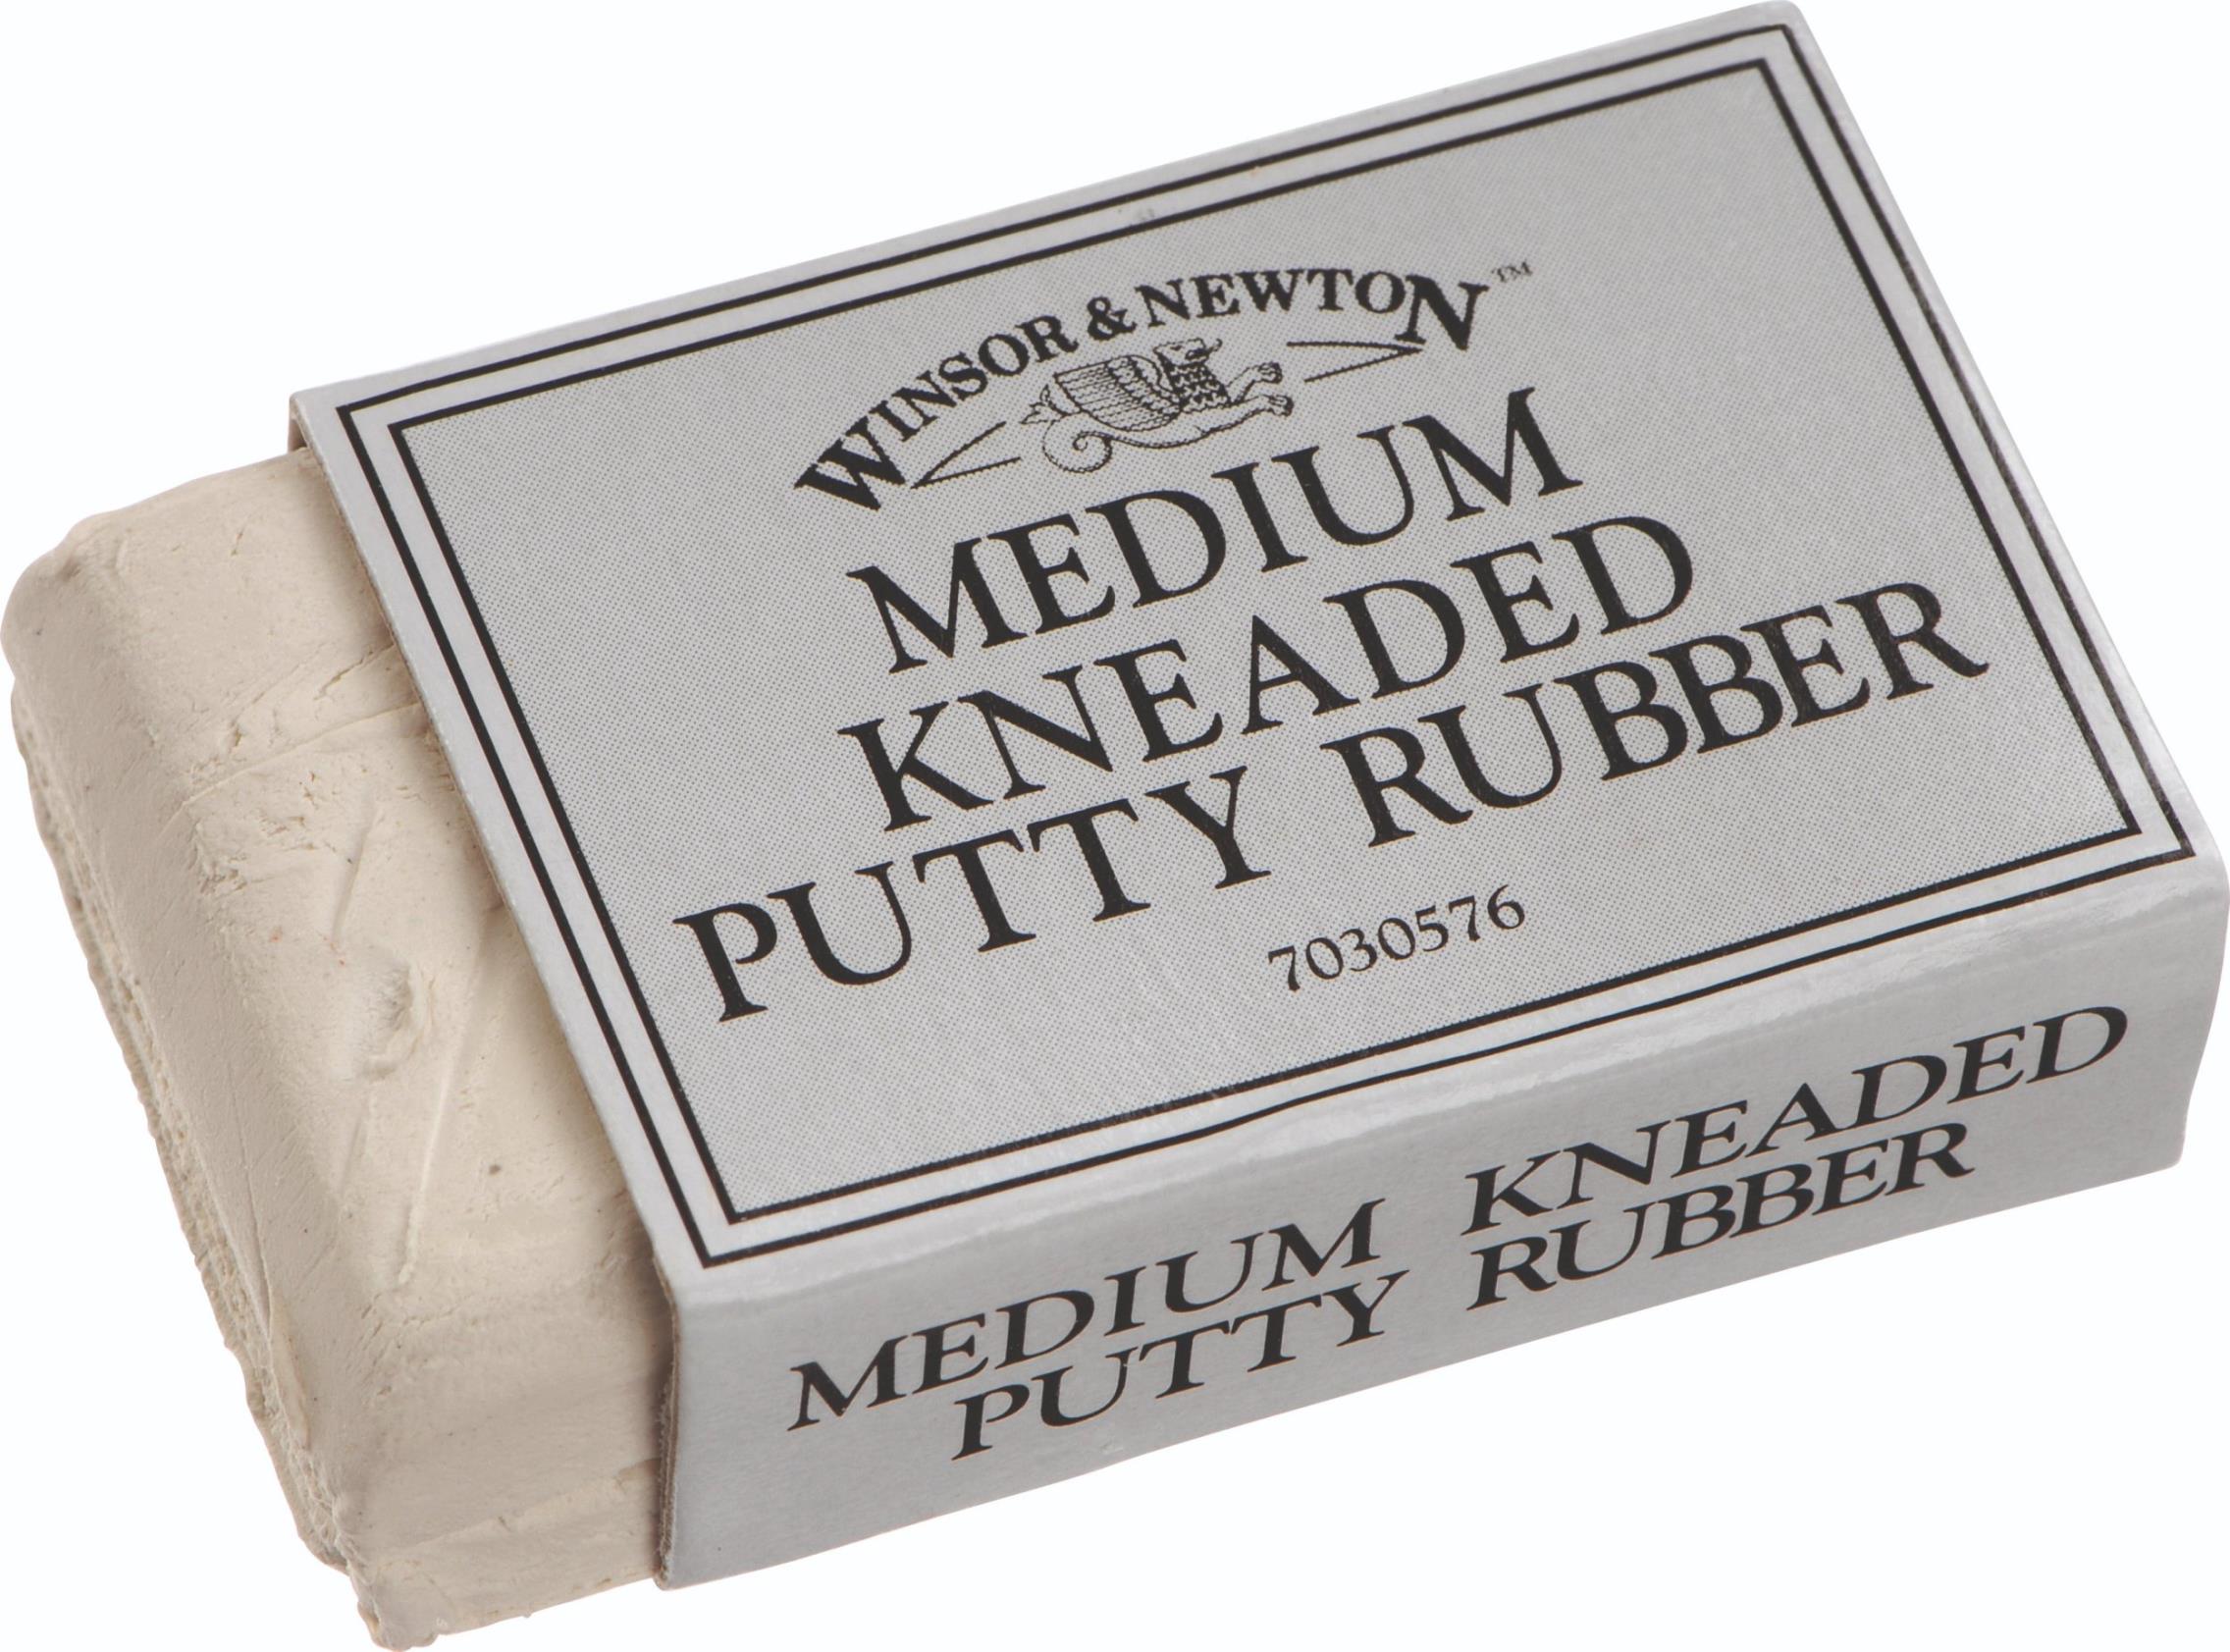 WINSOR & NEWTON™
MEDIUM
KNEADED
PUTTY RUBBER
7030576
MEDIUM KNEADED
PUTTY RUBBER